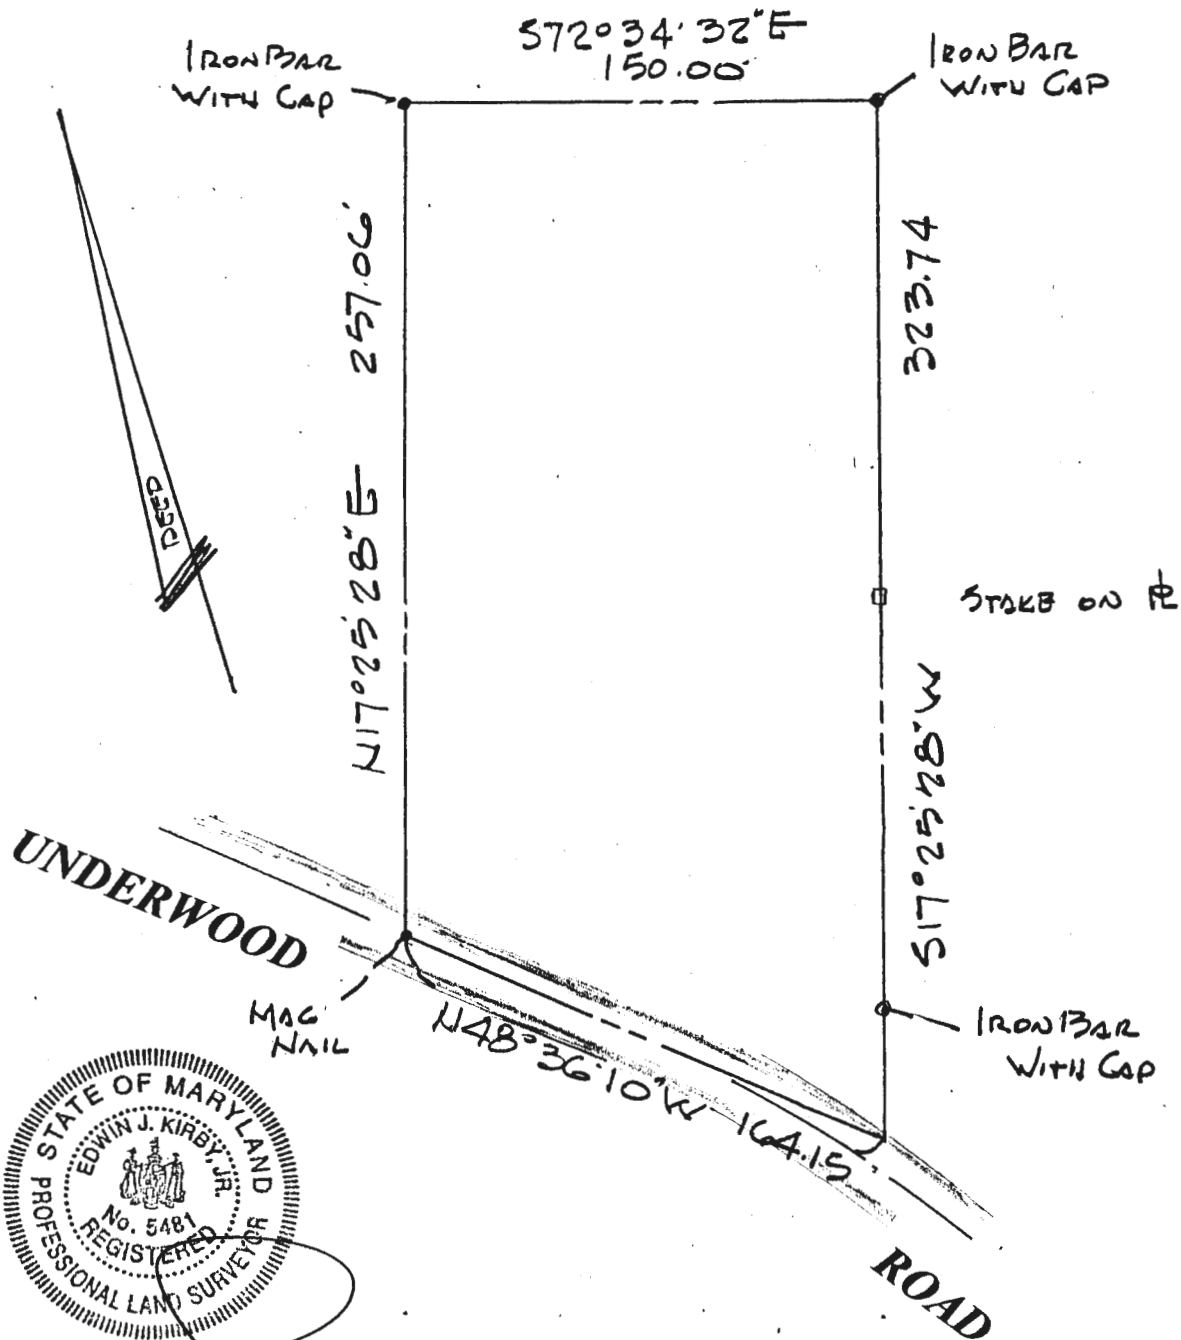 S72°34'32"E
150.00
IRON BAR
WITH CAP
IRON BAR
WITH CAP
N17°25'28"E 257.06'
323.74
DEED
STAKE ON PL
S17°25'28"W
UNDERWOOD
MAG
NAIL
N48°36'10"W 164.15'
IRON BAR
WITH CAP
ROAD
STATE OF MARYLAND
EDWIN J. KIRBY, JR.
No. 5481
REGISTERED
PROFESSIONAL LAND SURVEYOR